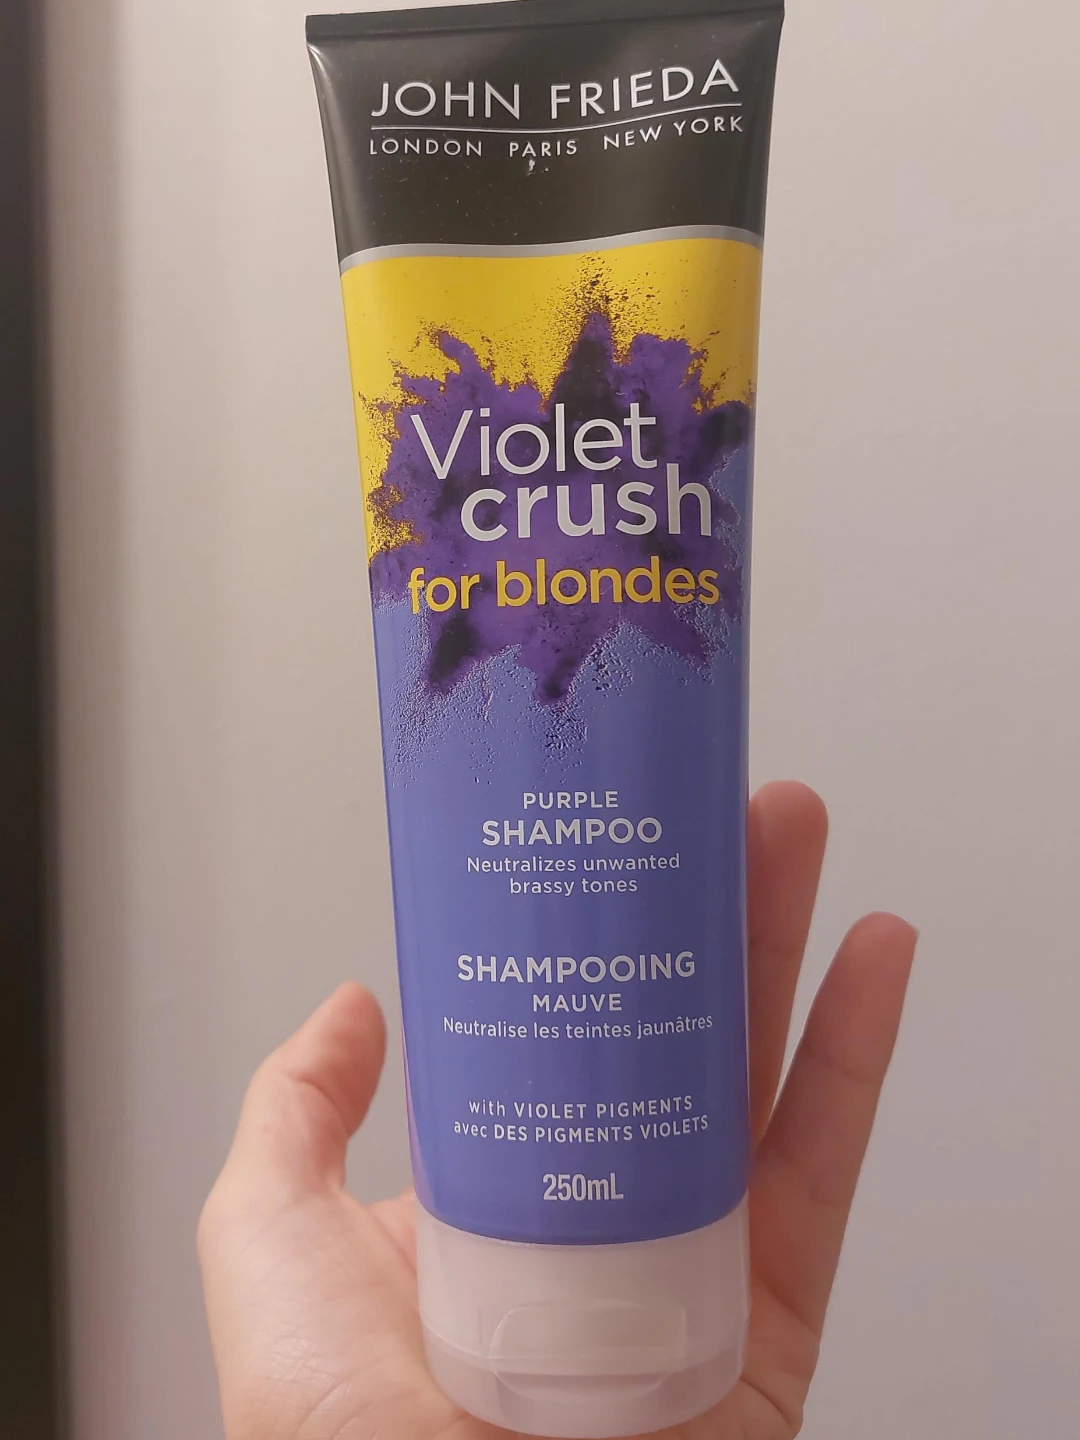 JOHN FRIEDA
LONDON PARIS NEW YORK
Violet
crush
for blondes
PURPLE
SHAMPOO
Neutralizes unwanted
brassy tones
SHAMPOOING
MAUVE
Neutralise les teintes jaunâtres
with VIOLET PIGMENTS
avec DES PIGMENTS VIOLETS
250mL